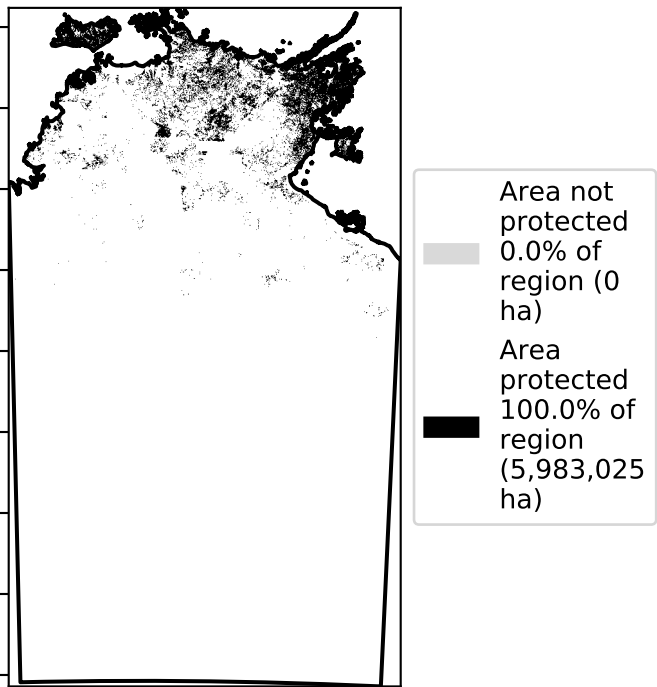 Area not
protected
0.0% of
region (0
ha)
Area
protected
100.0% of
region
(5,983,025
ha)